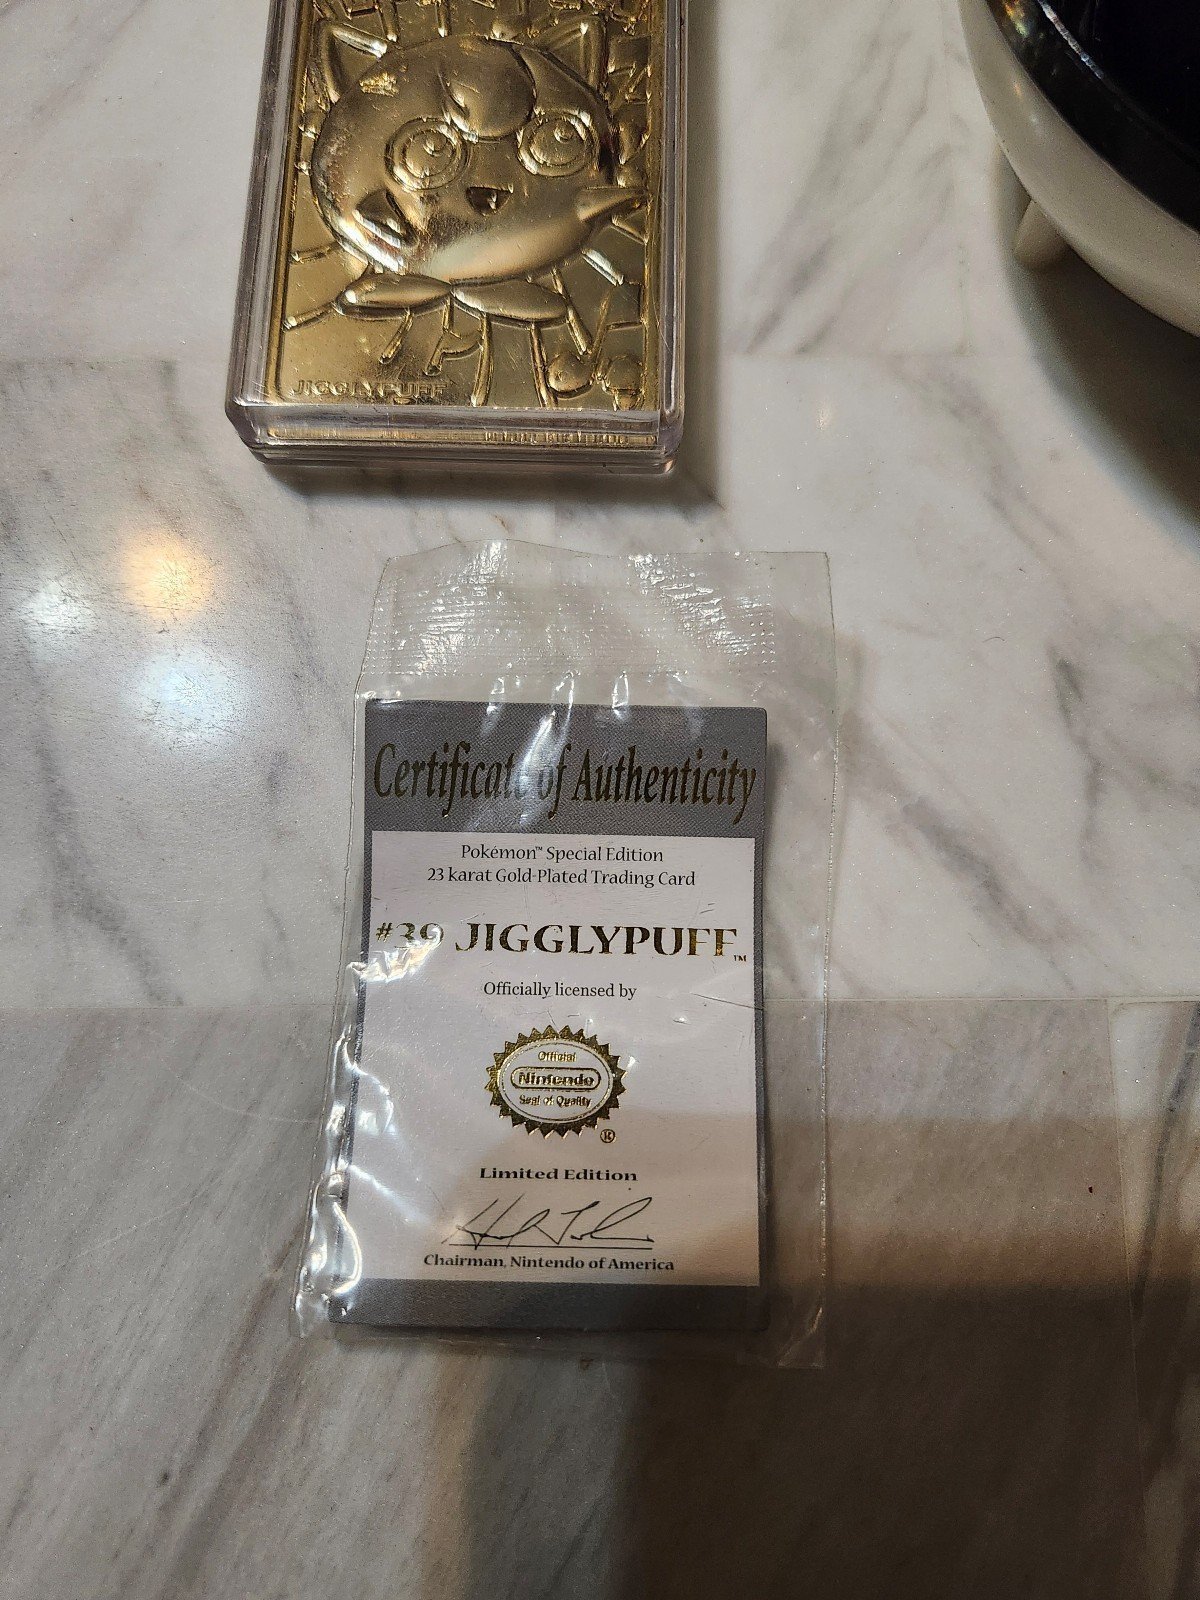 JIGGLYPUFF
Certificate of Authenticity
Pokémon™ Special Edition
23 karat Gold-Plated Trading Card
#39 JIGGLYPUFF™
Officially licensed by
Official
Nintendo
Seal of Quality
®
Limited Edition
Chairman, Nintendo of America